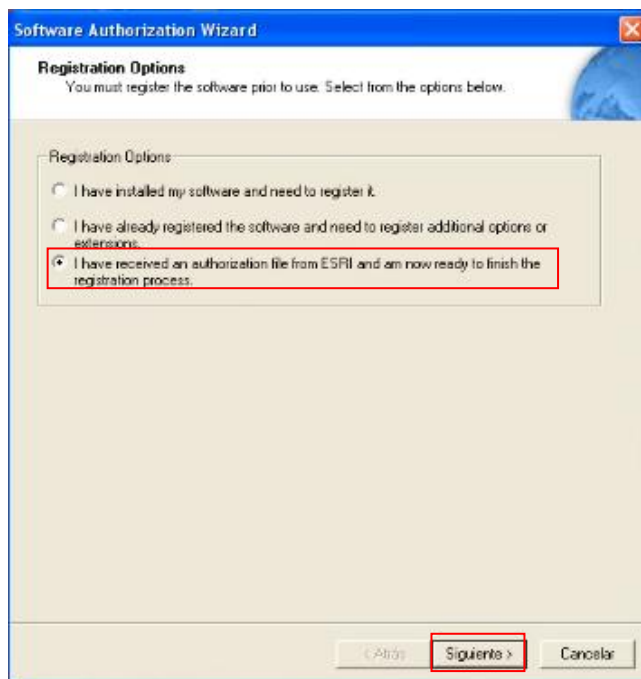 Software Authorization Wizard
Registration Options
You must register the software prior to use. Select from the options below.
Registration Options
I have installed my software and need to register it.
I have already registered the software and need to register additional options or
extensions.
I have received an authorization file from ESRI and am now ready to finish the
registration process.
< Atrás
Siguiente >
Cancelar